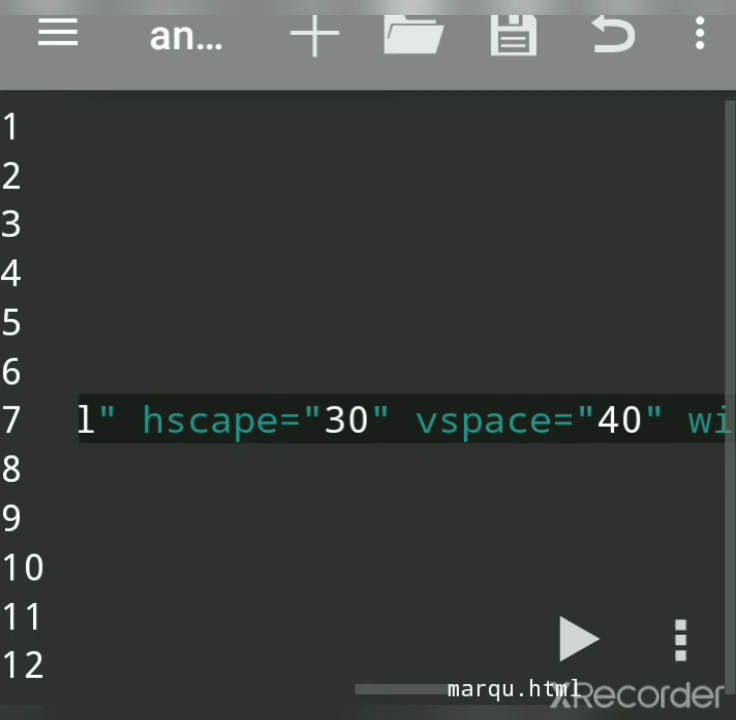 an...
1
2
3
4
5
6
7 l" hscape="30" vspace="40" wi
8
9
10
11
12
marqu.html
XRecorder